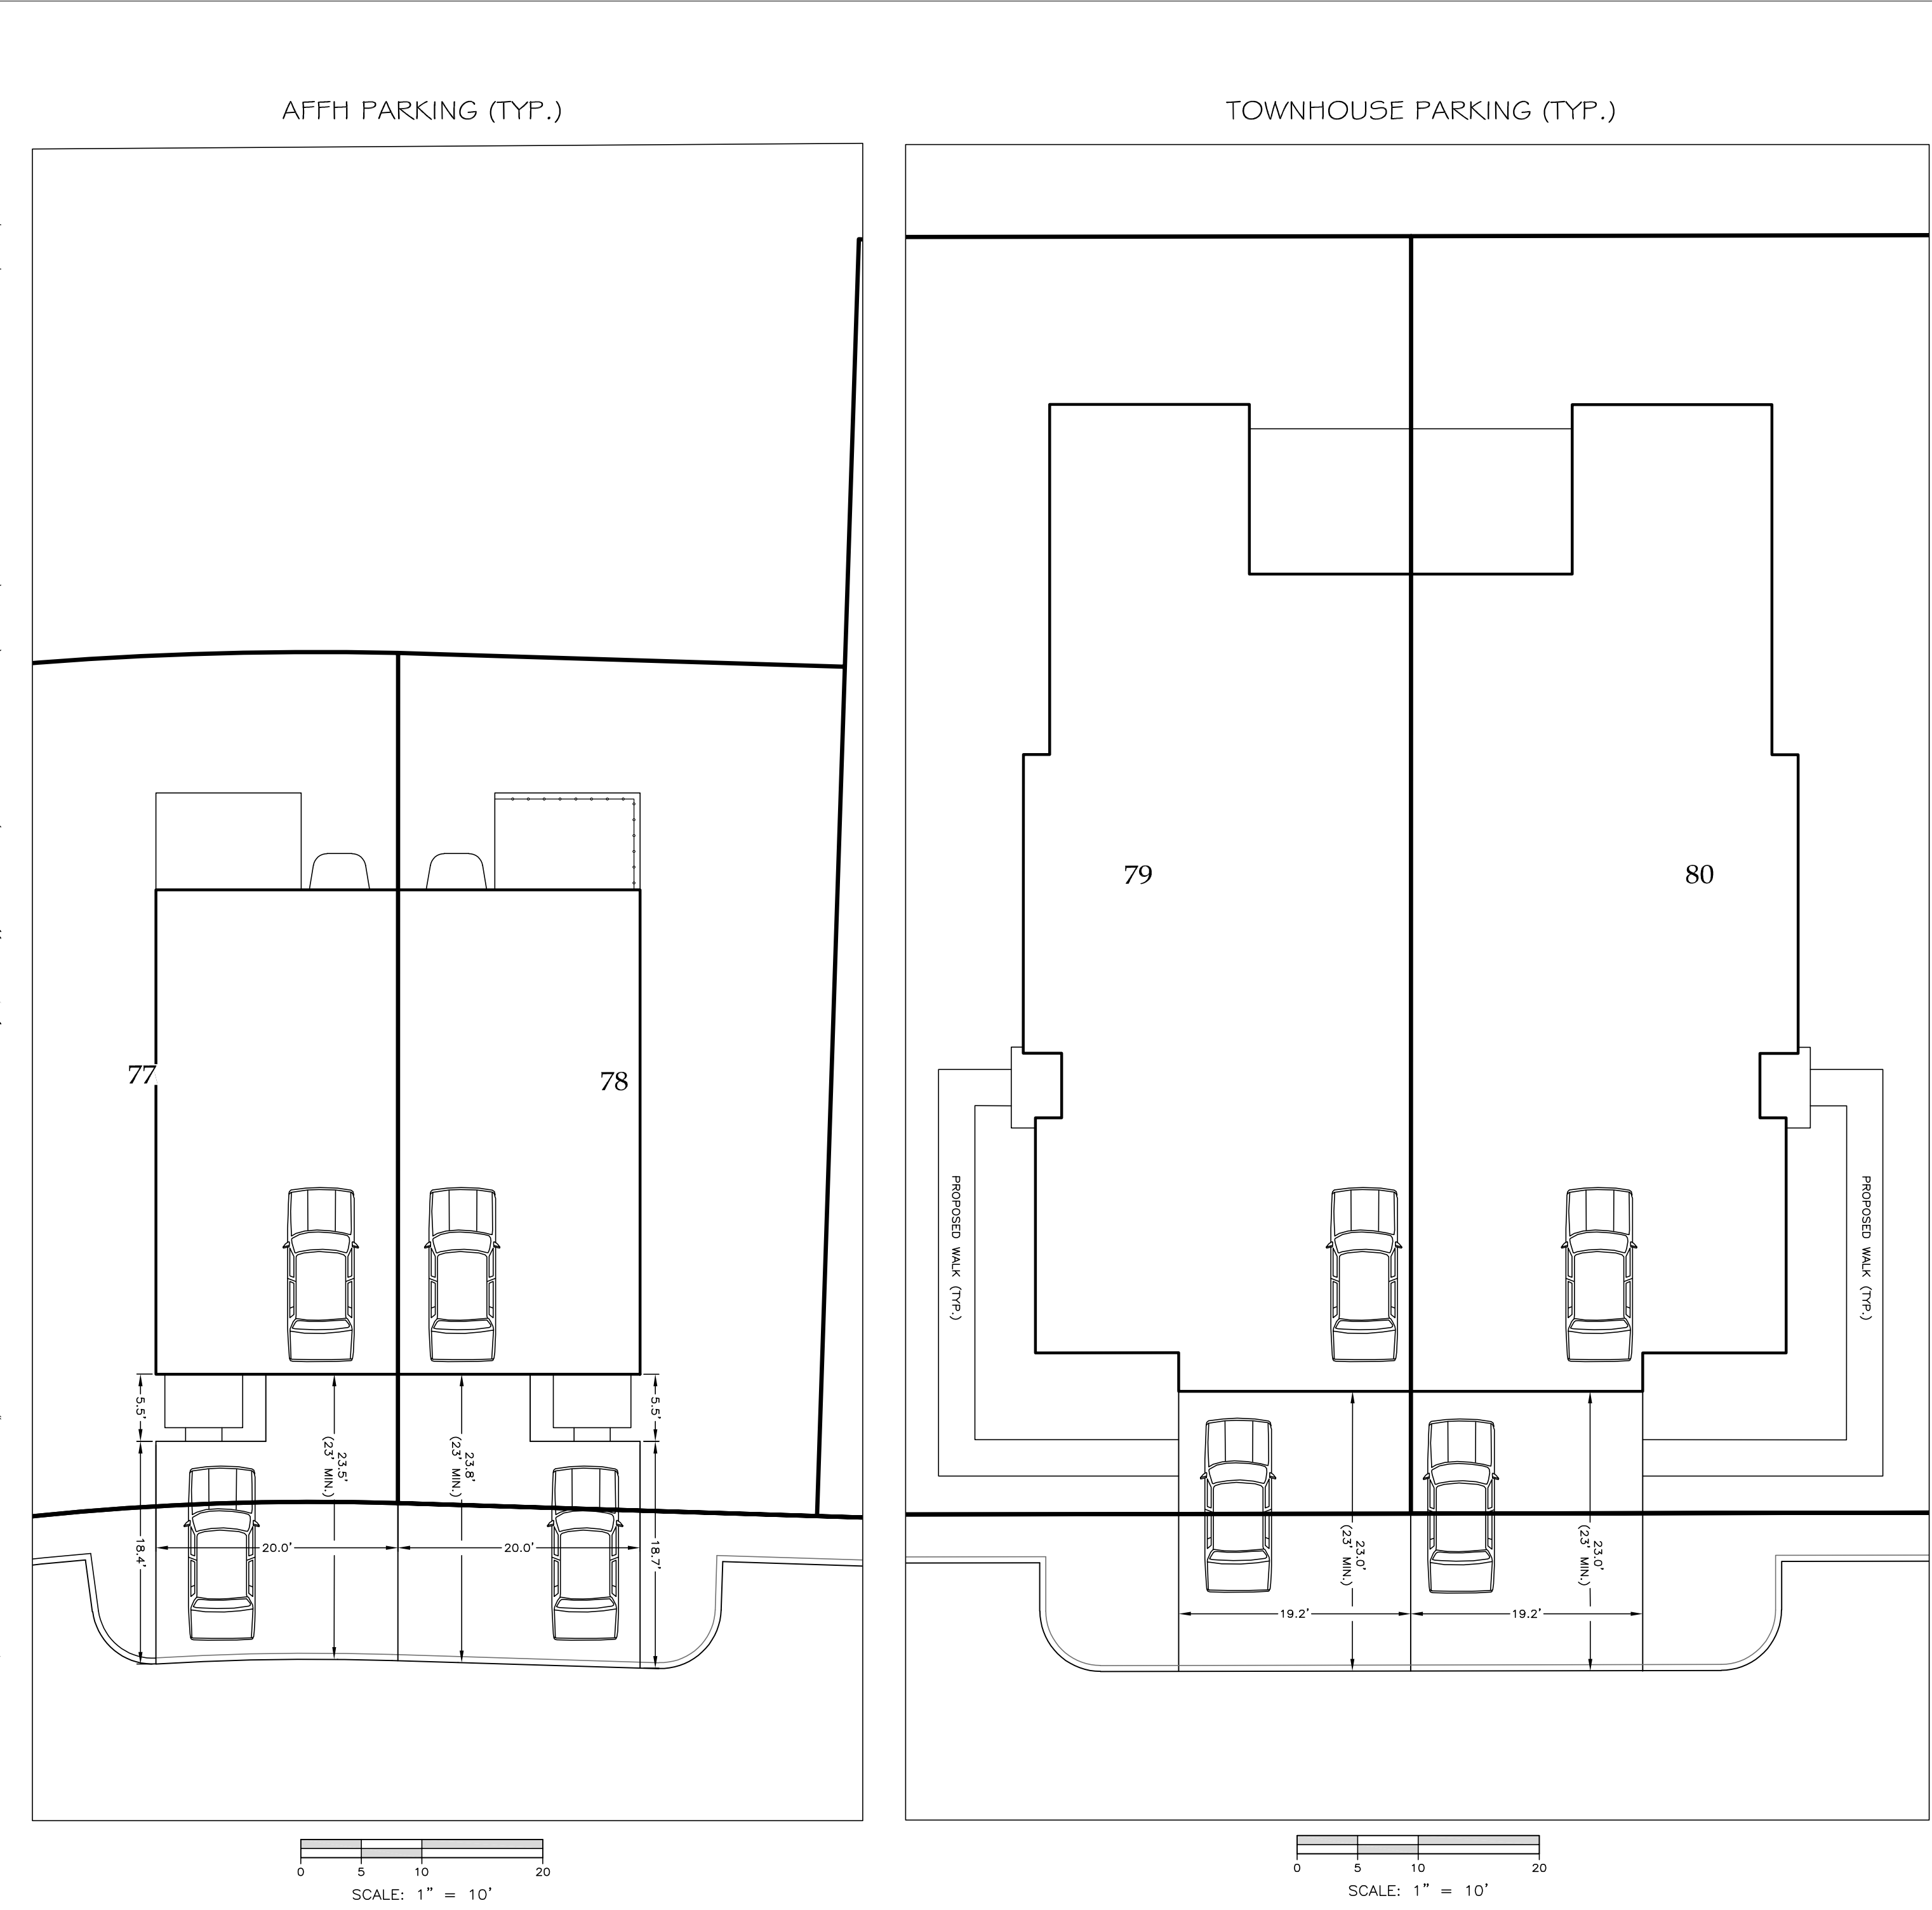 AFFH PARKING (TYP.)
TOWNHOUSE PARKING (TYP.)
77
78
79
80
PROPOSED WALK (TYP.)
PROPOSED WALK (TYP.)
5.5'
5.5'
23.5'
(23' MIN.)
23.8'
(23' MIN.)
18.4'
20.0'
20.0'
18.7'
23.0'
(23' MIN.)
23.0'
(23' MIN.)
19.2'
19.2'
0 5 10 20
SCALE: 1" = 10'
0 5 10 20
SCALE: 1" = 10'